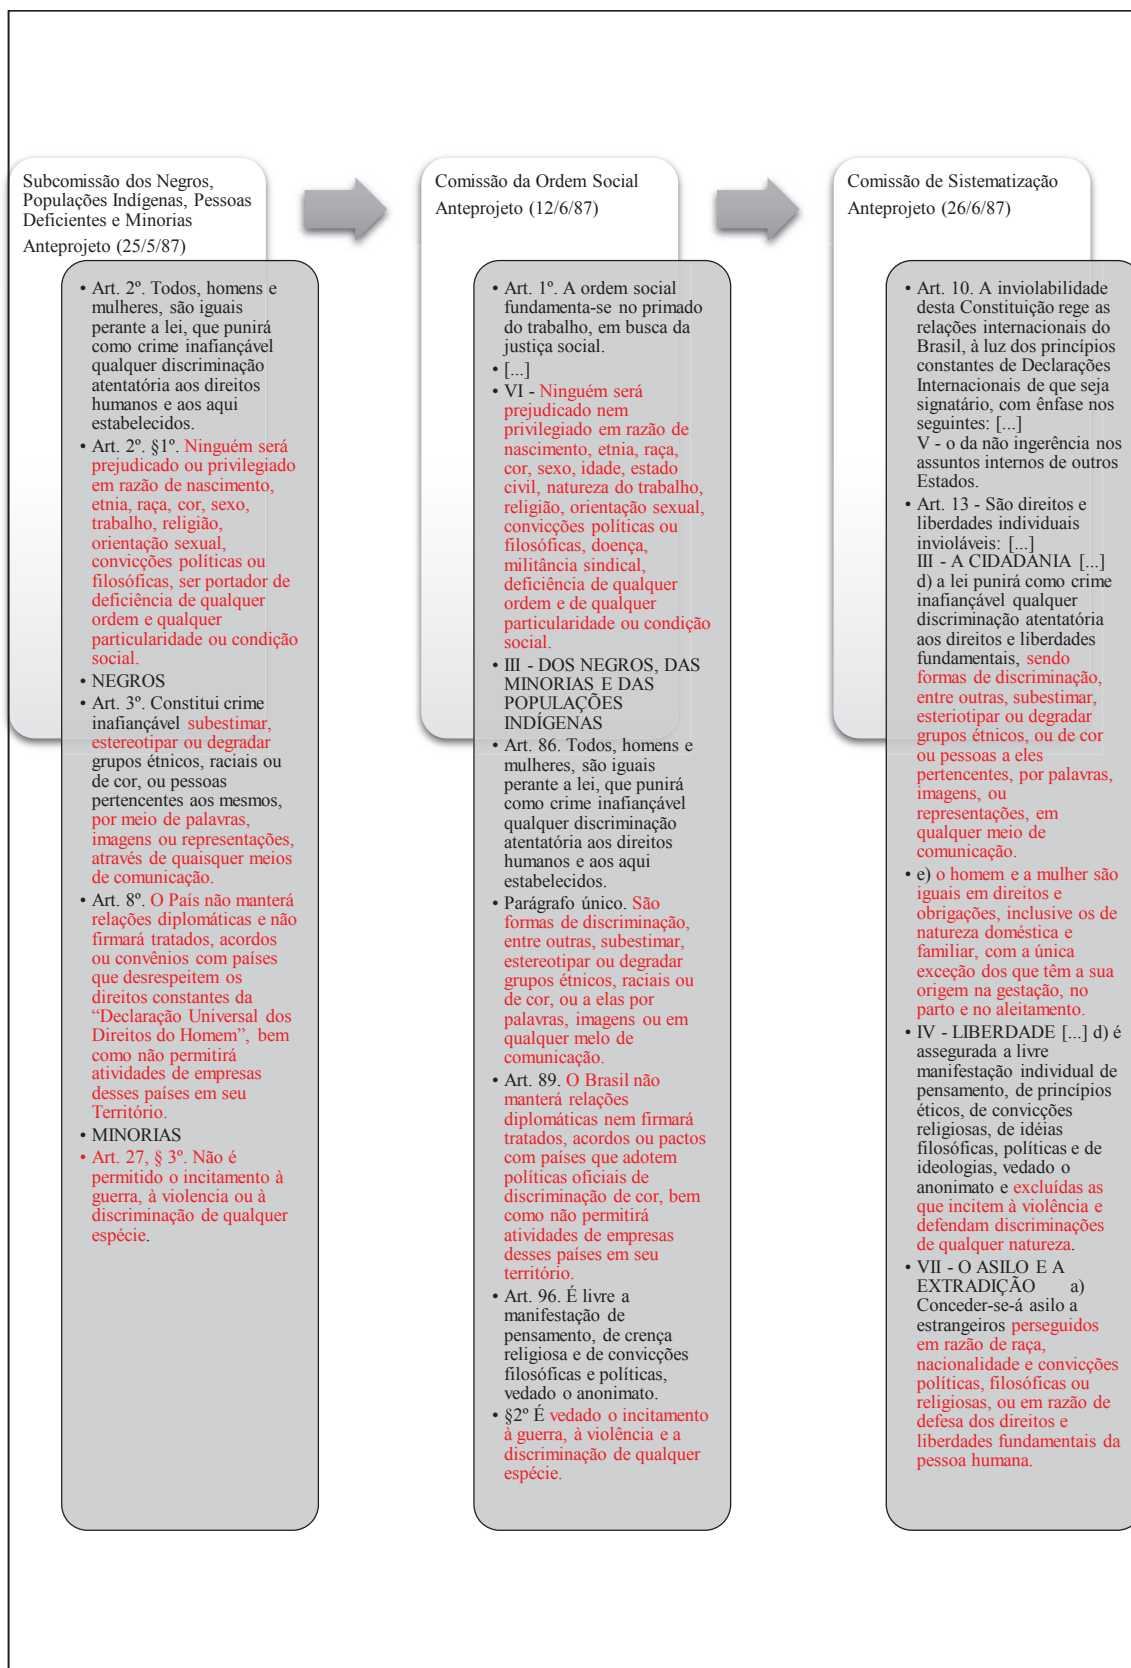 Subcomissão dos Negros,
Populações Indígenas, Pessoas
Deficientes e Minorias
Anteprojeto (25/5/87)
• Art. 2º. Todos, homens e
mulheres, são iguais
perante a lei, que punirá
como crime inafiançável
qualquer discriminação
atentatória aos direitos
humanos e aos aqui
estabelecidos.
• Art. 2º. §1º. Ninguém será
prejudicado ou privilegiado
em razão de nascimento,
etnia, raça, cor, sexo,
trabalho, religião,
orientação sexual,
convicções políticas ou
filosóficas, ser portador de
deficiência de qualquer
ordem e qualquer
particularidade ou condição
social.
• NEGROS
• Art. 3º. Constitui crime
inafiançável subestimar,
estereotipar ou degradar
grupos étnicos, raciais ou
de cor, ou pessoas
pertencentes aos mesmos,
por meio de palavras,
imagens ou representações,
através de quaisquer meios
de comunicação.
• Art. 8º. O País não manterá
relações diplomáticas e não
firmará tratados, acordos
ou convênios com países
que desrespeitem os
direitos constantes da
“Declaração Universal dos
Direitos do Homem”, bem
como não permitirá
atividades de empresas
desses países em seu
Território.
• MINORIAS
• Art. 27, § 3º. Não é
permitido o incitamento à
guerra, à violencia ou à
discriminação de qualquer
espécie.
Comissão da Ordem Social
Anteprojeto (12/6/87)
• Art. 1º. A ordem social
fundamenta-se no primado
do trabalho, em busca da
justiça social.
• [...]
• VI - Ninguém será
prejudicado nem
privilegiado em razão de
nascimento, etnia, raça,
cor, sexo, idade, estado
civil, natureza do trabalho,
religião, orientação sexual,
convicções políticas ou
filosóficas, doença,
militância sindical,
deficiência de qualquer
ordem e de qualquer
particularidade ou condição
social.
• III - DOS NEGROS, DAS
MINORIAS E DAS
POPULAÇÕES
INDÍGENAS
• Art. 86. Todos, homens e
mulheres, são iguais
perante a lei, que punirá
como crime inafiançável
qualquer discriminação
atentatória aos direitos
humanos e aos aqui
estabelecidos.
• Parágrafo único. São
formas de discriminação,
entre outras, subestimar,
estereotipar ou degradar
grupos étnicos, raciais ou
de cor, ou a elas por
palavras, imagens ou em
qualquer melo de
comunicação.
• Art. 89. O Brasil não
manterá relações
diplomáticas nem firmará
tratados, acordos ou pactos
com países que adotem
políticas oficiais de
discriminação de cor, bem
como não permitirá
atividades de empresas
desses países em seu
território.
• Art. 96. É livre a
manifestação de
pensamento, de crença
religiosa e de convicções
filosóficas e políticas,
vedado o anonimato.
• §2º É vedado o incitamento
à guerra, à violência e a
discriminação de qualquer
espécie.
Comissão de Sistematização
Anteprojeto (26/6/87)
• Art. 10. A inviolabilidade
desta Constituição rege as
relações internacionais do
Brasil, à luz dos princípios
constantes de Declarações
Internacionais de que seja
signatário, com ênfase nos
seguintes: [...]
V - o da não ingerência nos
assuntos internos de outros
Estados.
• Art. 13 - São direitos e
liberdades individuais
invioláveis: [...]
III - A CIDADANIA [...]
d) a lei punirá como crime
inafiançável qualquer
discriminação atentatória
aos direitos e liberdades
fundamentais, sendo
formas de discriminação,
entre outras, subestimar,
esteriotipar ou degradar
grupos étnicos, ou de cor
ou pessoas a eles
pertencentes, por palavras,
imagens, ou
representações, em
qualquer meio de
comunicação.
• e) o homem e a mulher são
iguais em direitos e
obrigações, inclusive os de
natureza doméstica e
familiar, com a única
exceção dos que têm a sua
origem na gestação, no
parto e no aleitamento.
• IV - LIBERDADE [...] d) é
assegurada a livre
manifestação individual de
pensamento, de princípios
éticos, de convicções
religiosas, de idéias
filosóficas, políticas e de
ideologias, vedado o
anonimato e excluídas as
que incitem à violência e
defendam discriminações
de qualquer natureza.
• VII - O ASILO E A
EXTRADIÇÃO a)
Conceder-se-á asilo a
estrangeiros perseguidos
em razão de raça,
nacionalidade e convicções
políticas, filosóficas ou
religiosas, ou em razão de
defesa dos direitos e
liberdades fundamentais da
pessoa humana.